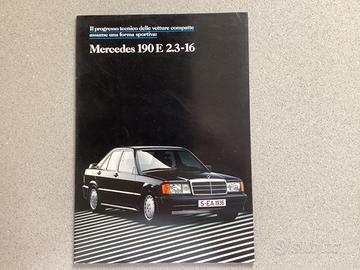 Il progresso tecnico delle vetture compatte
assume una forma sportiva:
Mercedes 190 E 2.3-16
S-EA 1936